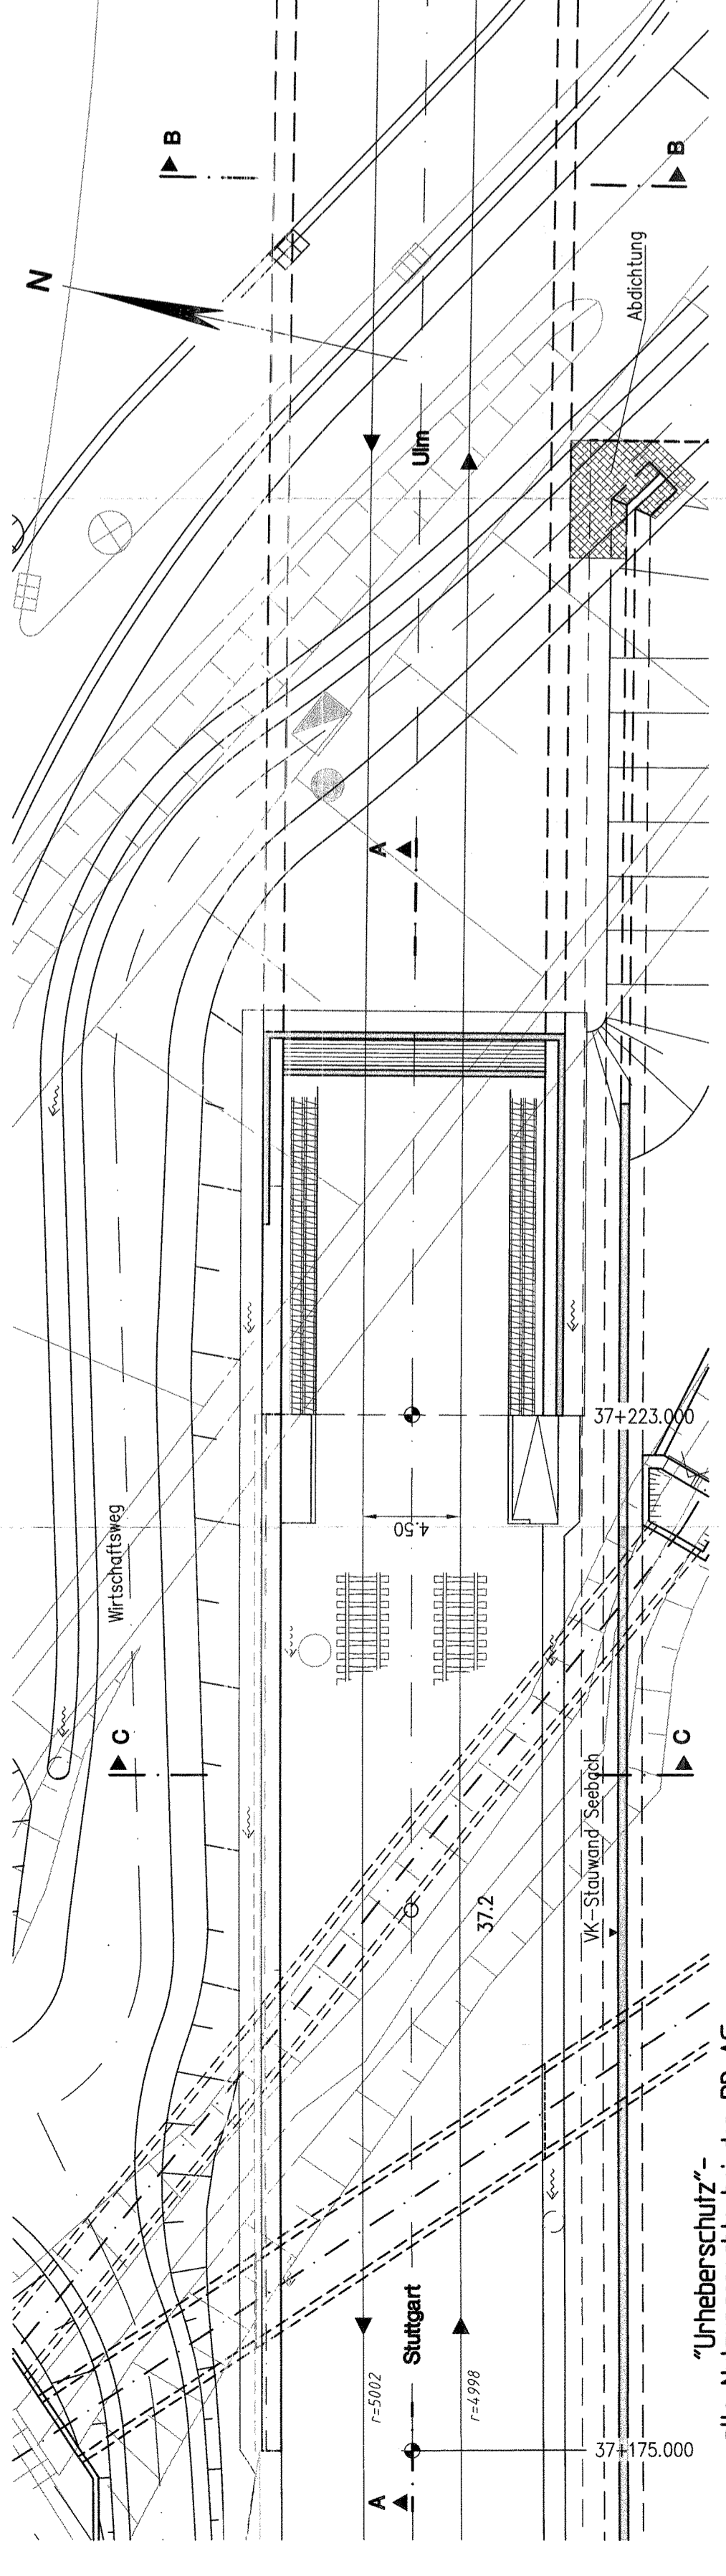 B
B
N
Abdichtung
Ulm
A
37+223.000
4.50
Wirtschaftsweg
C
C
VK-Stauwand Seebach
37.2
Stuttgart
r=5002
r=4998
"Urheberschutz"-
37+175.000
A